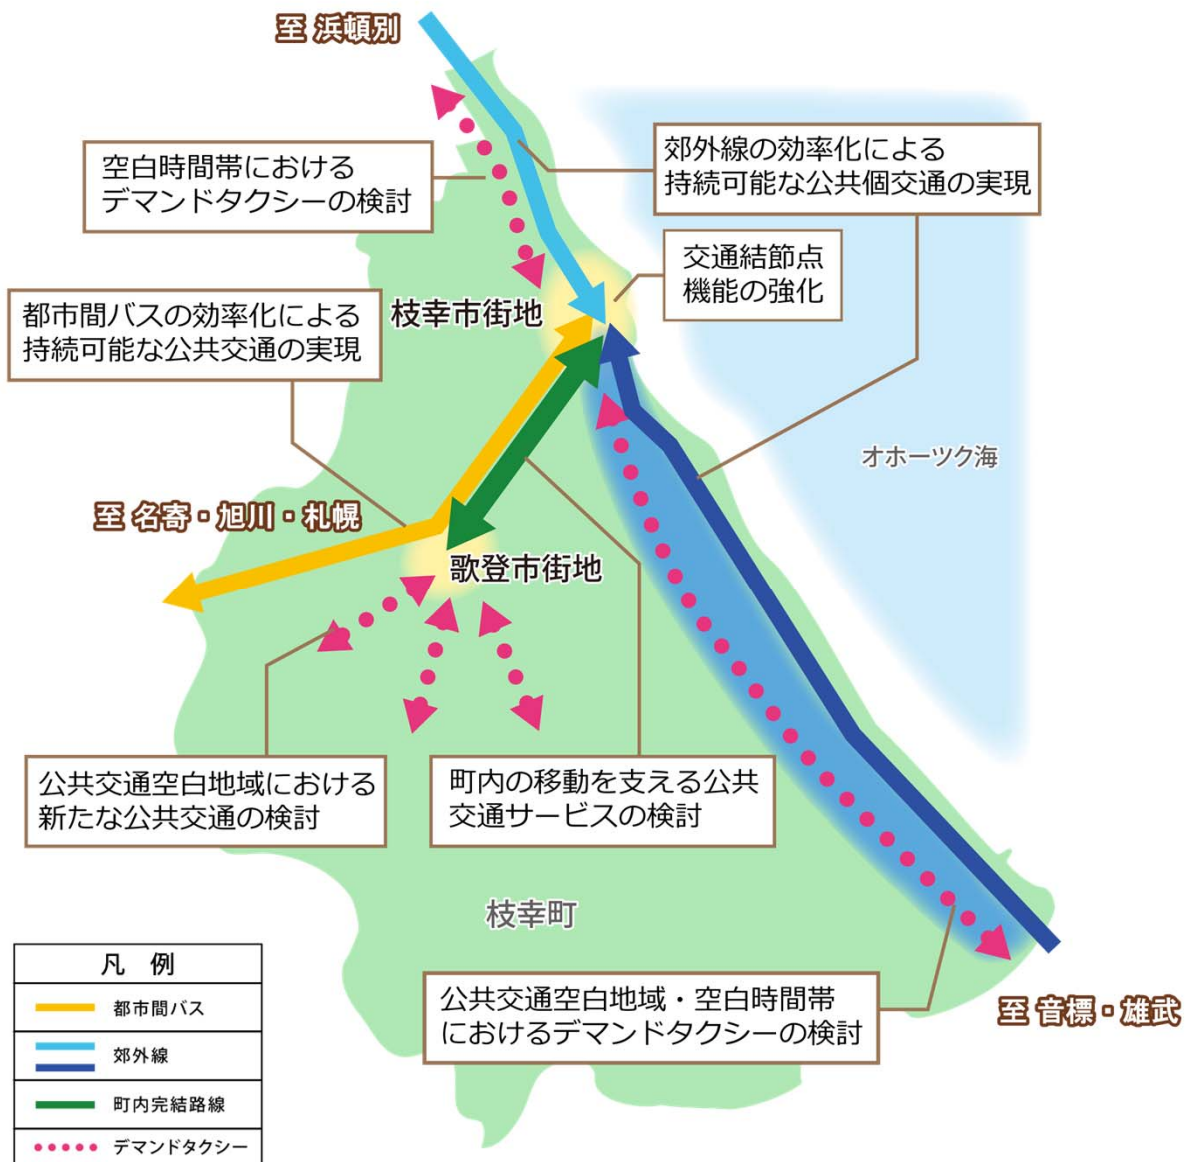 至 浜頓別
空白時間帯における
デマンドタクシーの検討
郊外線の効率化による
持続可能な公共個交通の実現
交通結節点
機能の強化
都市間バスの効率化による
持続可能な公共交通の実現
枝幸市街地
オホーツク海
至 名寄・旭川・札幌
歌登市街地
公共交通空白地域における
新たな公共交通の検討
町内の移動を支える公共
交通サービスの検討
枝幸町
公共交通空白地域・空白時間帯
におけるデマンドタクシーの検討
至 音標・雄武
凡 例
都市間バス
郊外線
町内完結路線
デマンドタクシー